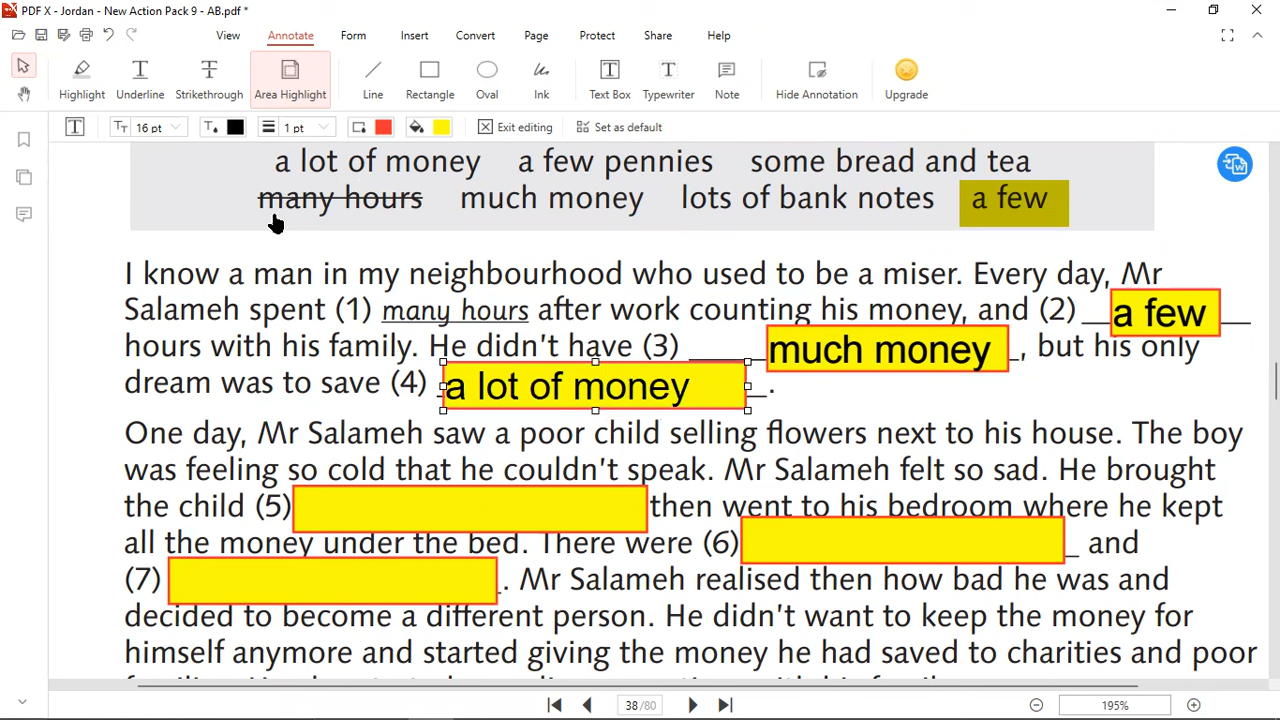 PDF X - Jordan - New Action Pack 9 - AB.pdf *
View Annotate Form Insert Convert Page Protect Share Help
Highlight Underline Strikethrough Area Highlight Line Rectangle Oval Ink Text Box Typewriter Note Hide Annotation Upgrade
16 pt 1 pt Exit editing Set as default
a lot of money a few pennies some bread and tea
many hours much money lots of bank notes a few
I know a man in my neighbourhood who used to be a miser. Every day, Mr
Salameh spent (1) many hours after work counting his money, and (2) a few
hours with his family. He didn't have (3) much money, but his only
dream was to save (4) a lot of money.
One day, Mr Salameh saw a poor child selling flowers next to his house. The boy
was feeling so cold that he couldn't speak. Mr Salameh felt so sad. He brought
the child (5) then went to his bedroom where he kept
all the money under the bed. There were (6) and
(7) . Mr Salameh realised then how bad he was and
decided to become a different person. He didn't want to keep the money for
himself anymore and started giving the money he had saved to charities and poor
38/80 195%